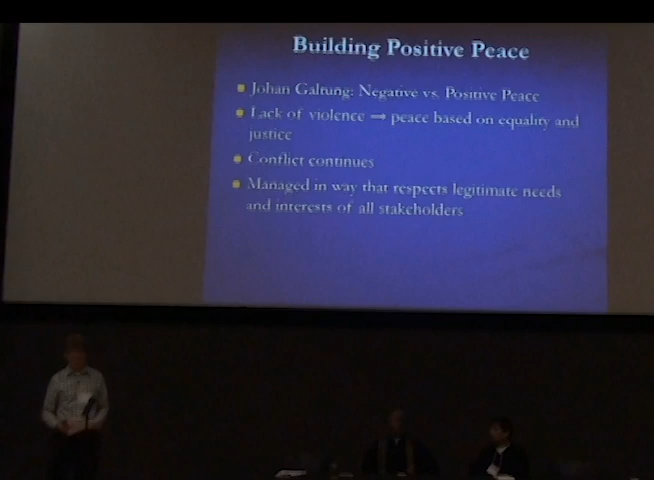 Building Positive Peace
Johan Galtung: Negative vs. Positive Peace
Lack of violence → peace based on equality and
justice
Conflict continues
Managed in way that respects legitimate needs
and interests of all stakeholders